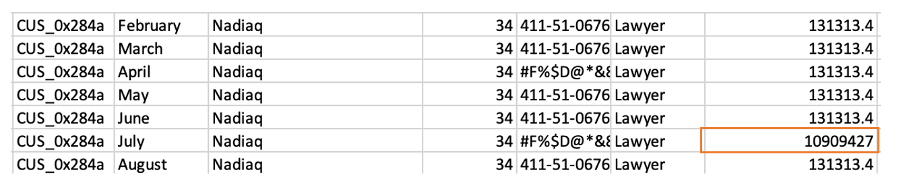 CUS_0x284a February Nadiaq 34 411-51-0676 Lawyer 131313.4
CUS_0x284a March Nadiaq 34 411-51-0676 Lawyer 131313.4
CUS_0x284a April Nadiaq 34 #F%$D@*&8 Lawyer 131313.4
CUS_0x284a May Nadiaq 34 411-51-0676 Lawyer 131313.4
CUS_0x284a June Nadiaq 34 411-51-0676 Lawyer 131313.4
CUS_0x284a July Nadiaq 34 #F%$D@*&8 Lawyer 10909427
CUS_0x284a August Nadiaq 34 411-51-0676 Lawyer 131313.4